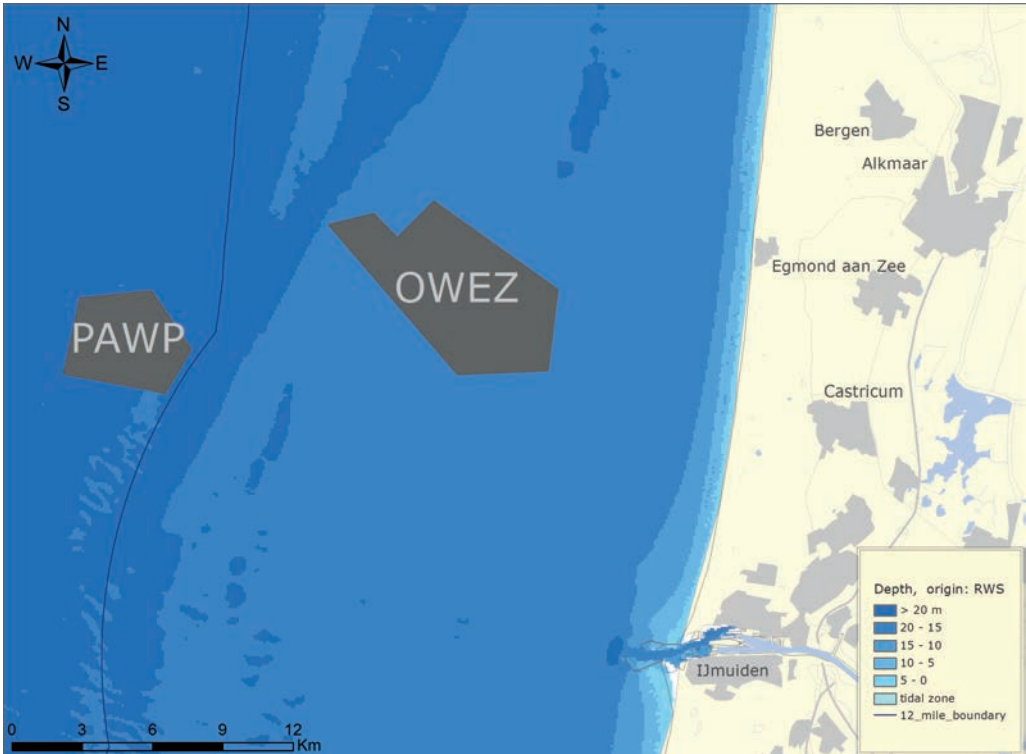 N
W E
S
Bergen
Alkmaar
OWEZ
Egmond aan Zee
PAWP
Castricum
Depth, origin: RWS
> 20 m
20 - 15
15 - 10
10 - 5
5 - 0
tidal zone
12_mile_boundary
IJmuiden
0 3 6 9 12
Km